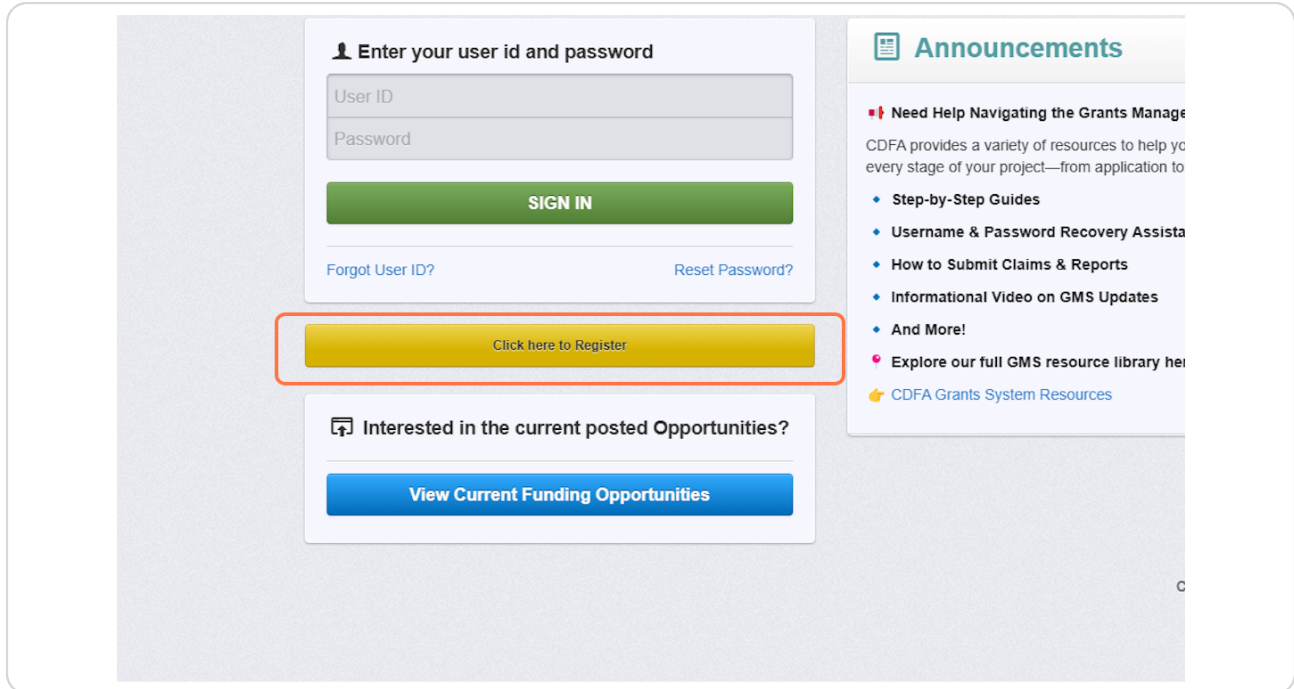 Enter your user id and password
User ID
Password
SIGN IN
Forgot User ID?
Reset Password?
Click here to Register
Interested in the current posted Opportunities?
View Current Funding Opportunities
Announcements
Need Help Navigating the Grants Manage
CDFA provides a variety of resources to help yo
every stage of your project—from application to
Step-by-Step Guides
Username & Password Recovery Assista
How to Submit Claims & Reports
Informational Video on GMS Updates
And More!
Explore our full GMS resource library her
CDFA Grants System Resources
C